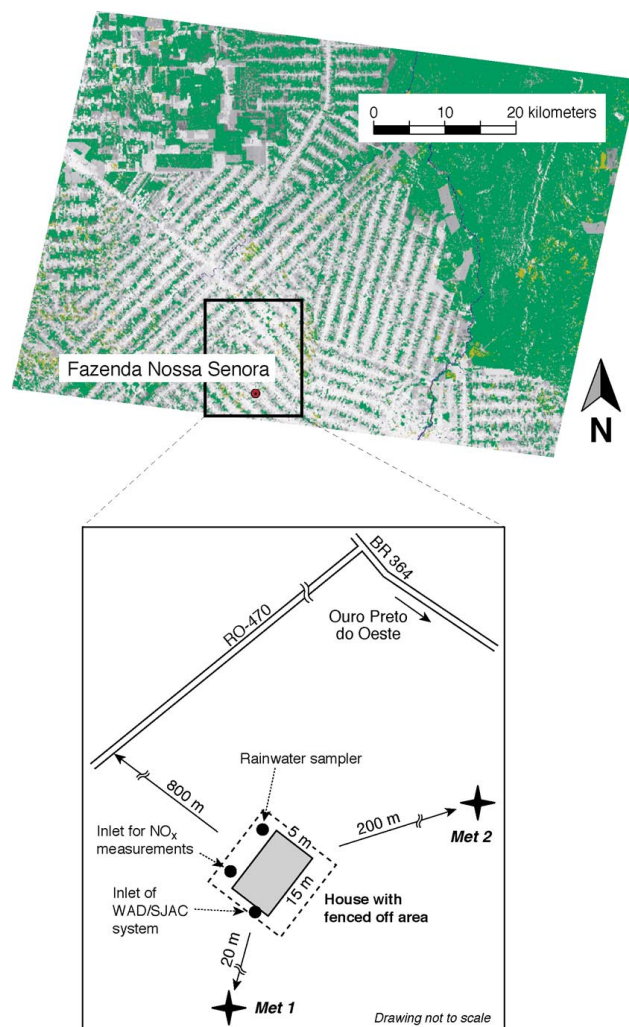 0 10 20 kilometers
Fazenda Nossa Senora
N
BR 364
RO-470
Ouro Preto
do Oeste
Rainwater sampler
800 m
5 m
200 m
Met 2
Inlet for NOx
measurements
15 m
Inlet of
WAD/SJAC
system
House with
fenced off area
20 m
Met 1
Drawing not to scale